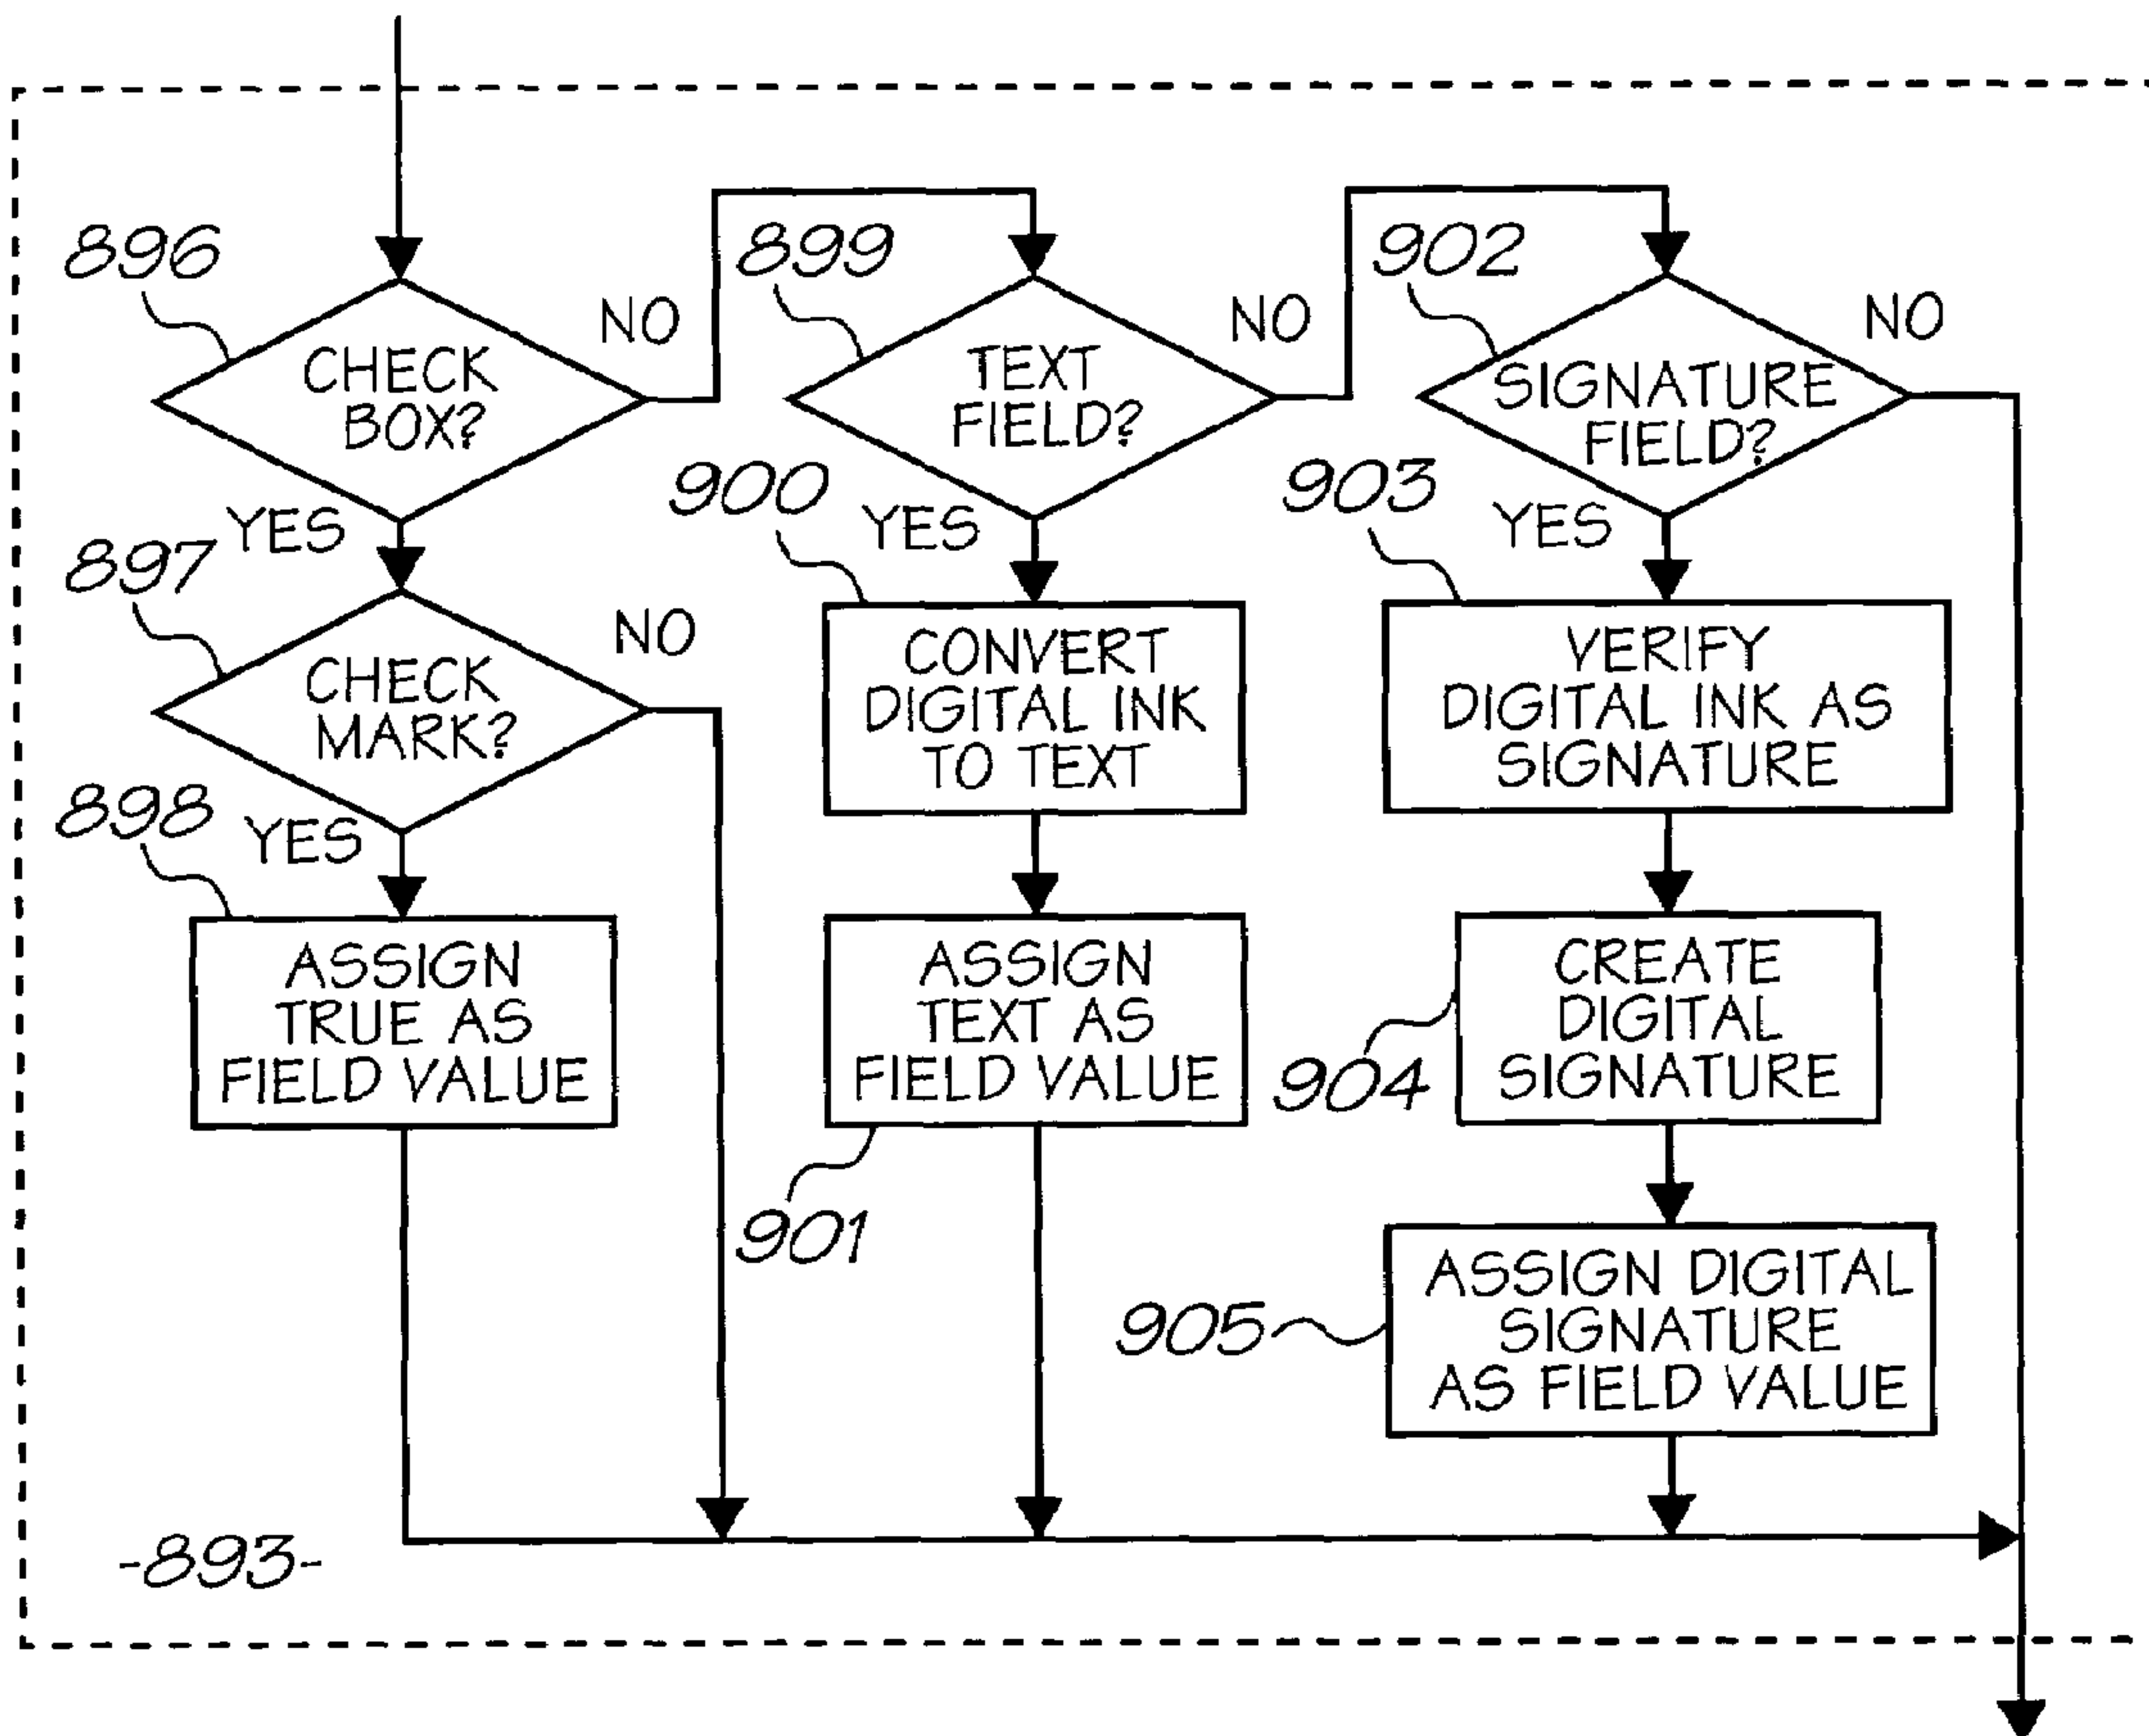 896
CHECK
BOX?
NO
YES
897
CHECK
MARK?
NO
YES
898
ASSIGN
TRUE AS
FIELD VALUE
899
TEXT
FIELD?
NO
YES
900
CONVERT
DIGITAL INK
TO TEXT
ASSIGN
TEXT AS
FIELD VALUE
901
902
SIGNATURE
FIELD?
NO
YES
903
VERIFY
DIGITAL INK AS
SIGNATURE
CREATE
DIGITAL
SIGNATURE
904
ASSIGN DIGITAL
SIGNATURE
AS FIELD VALUE
905
-893-